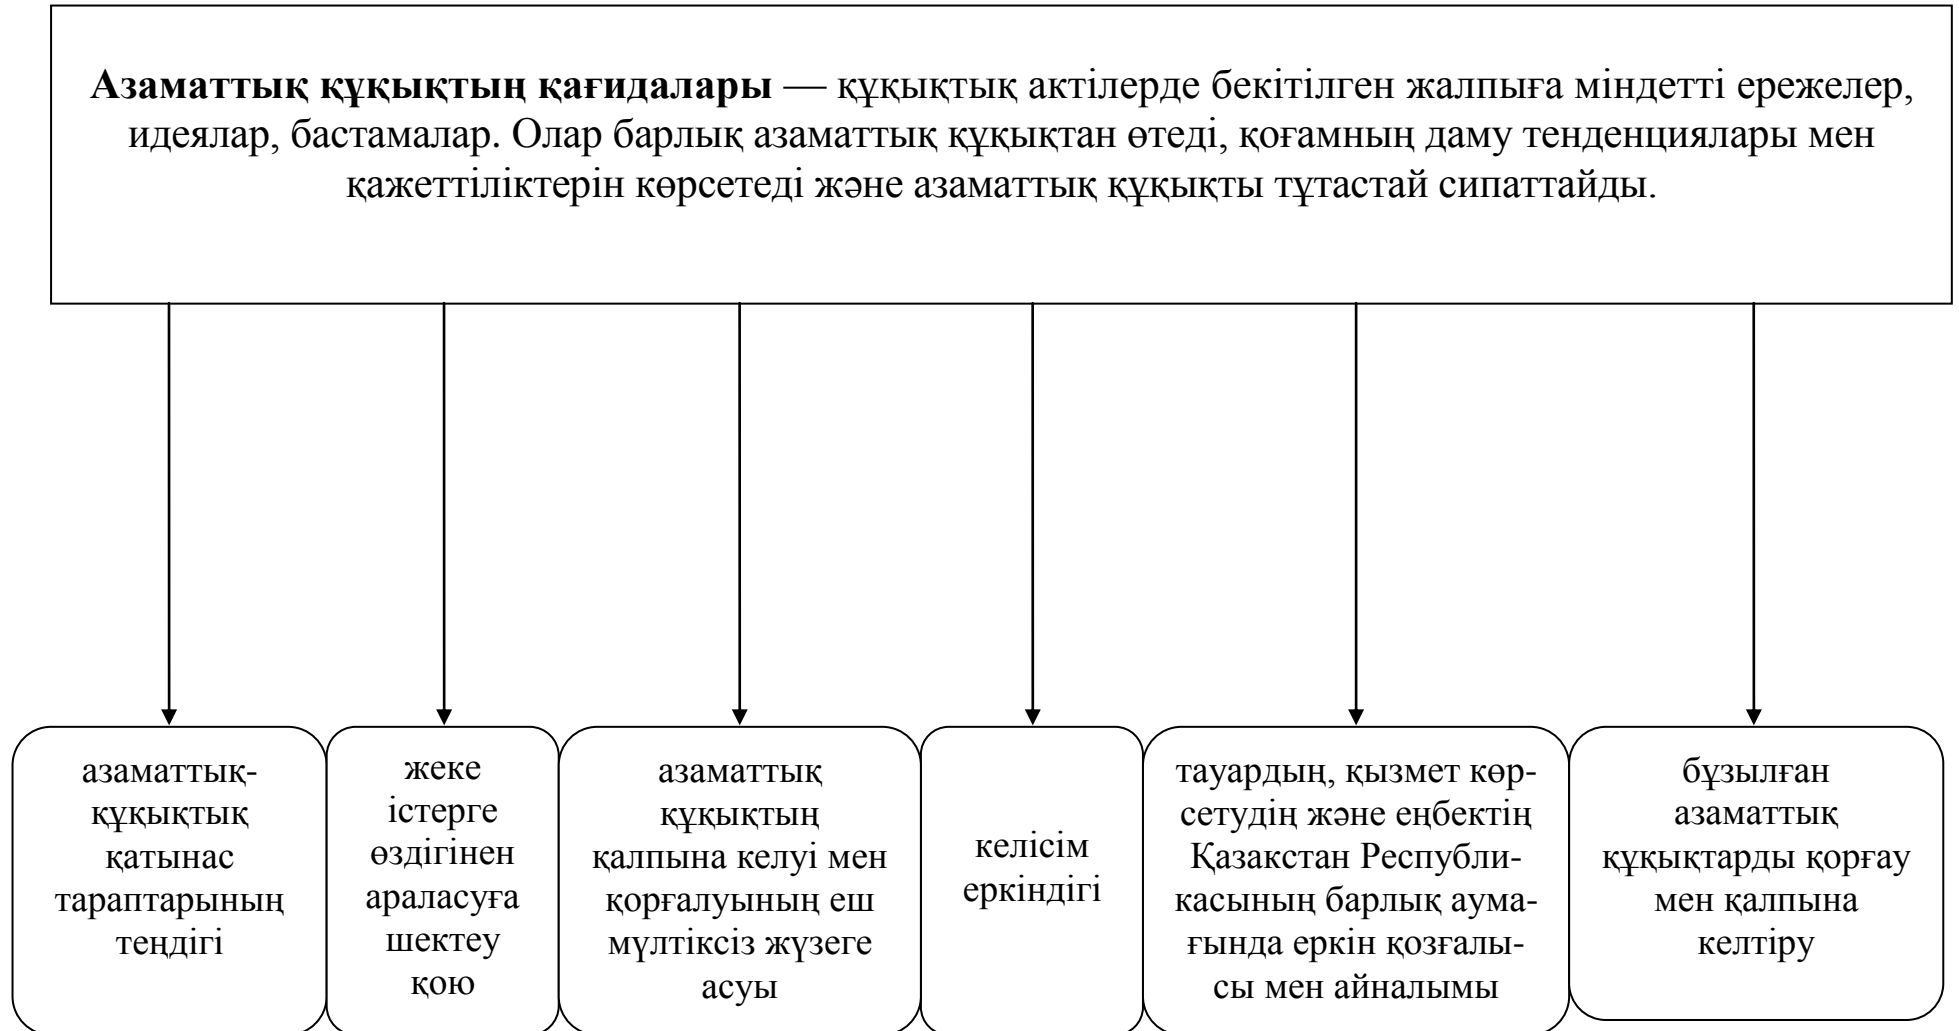 Азаматтық құқықтың қағидалары — құқықтық актілерде бекітілген жалпыға міндетті ережелер,
идеялар, бастамалар. Олар барлық азаматтық құқықтан өтеді, қоғамның даму тенденциялары мен
қажеттіліктерін көрсетеді және азаматтық құқықты тұтастай сипаттайды.
азаматтық-
құқықтық
қатынас
тараптарының
теңдігі
жеке
істерге
өздігінен
араласуға
шектеу
қою
азаматтық
құқықтың
қалпына келуі мен
қорғалуының еш
мүлтіксіз жүзеге
асуы
келісім
еркіндігі
тауардың, қызмет көр-
сетудің және еңбектің
Қазакстан Республи-
касының барлық аума-
ғында еркін қозғалы-
сы мен айналымы
бұзылған
азаматтық
құқықтарды қорғау
мен қалпына
келтіру